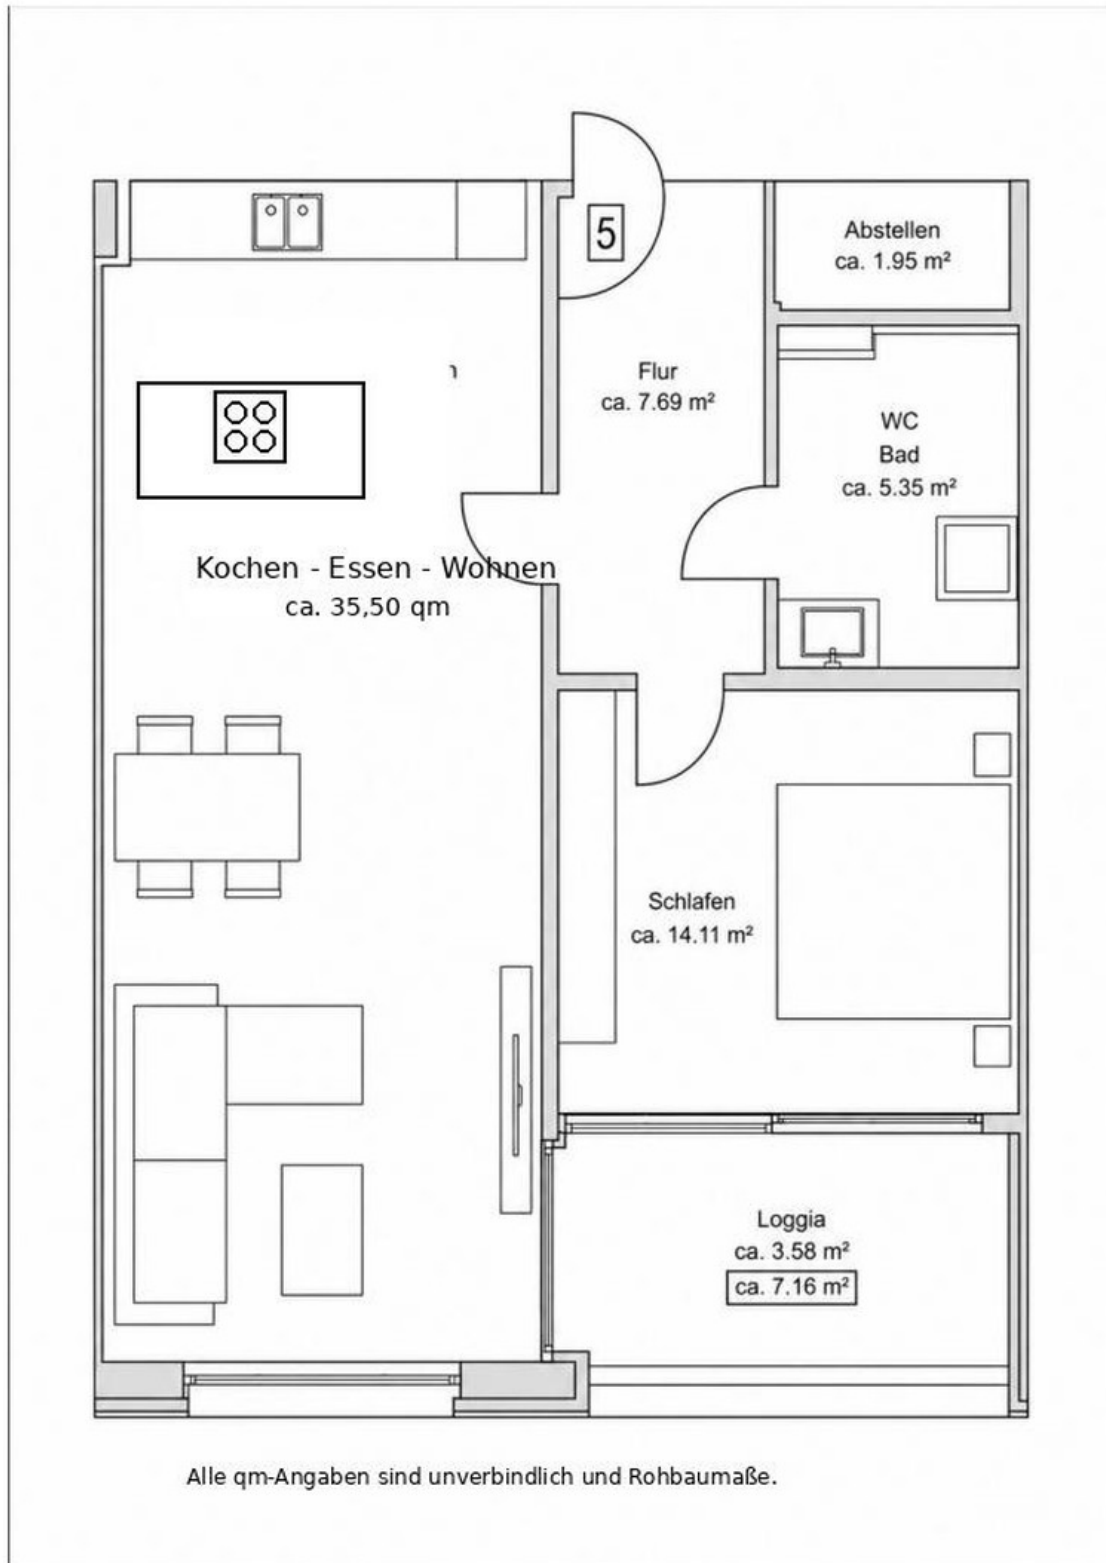 5
Abstellen
ca. 1.95 m²
Flur
ca. 7.69 m²
WC
Bad
ca. 5.35 m²
Kochen - Essen - Wohnen
ca. 35,50 qm
Schlafen
ca. 14.11 m²
Loggia
ca. 3.58 m²
ca. 7.16 m²
Alle qm-Angaben sind unverbindlich und Rohbaumaße.